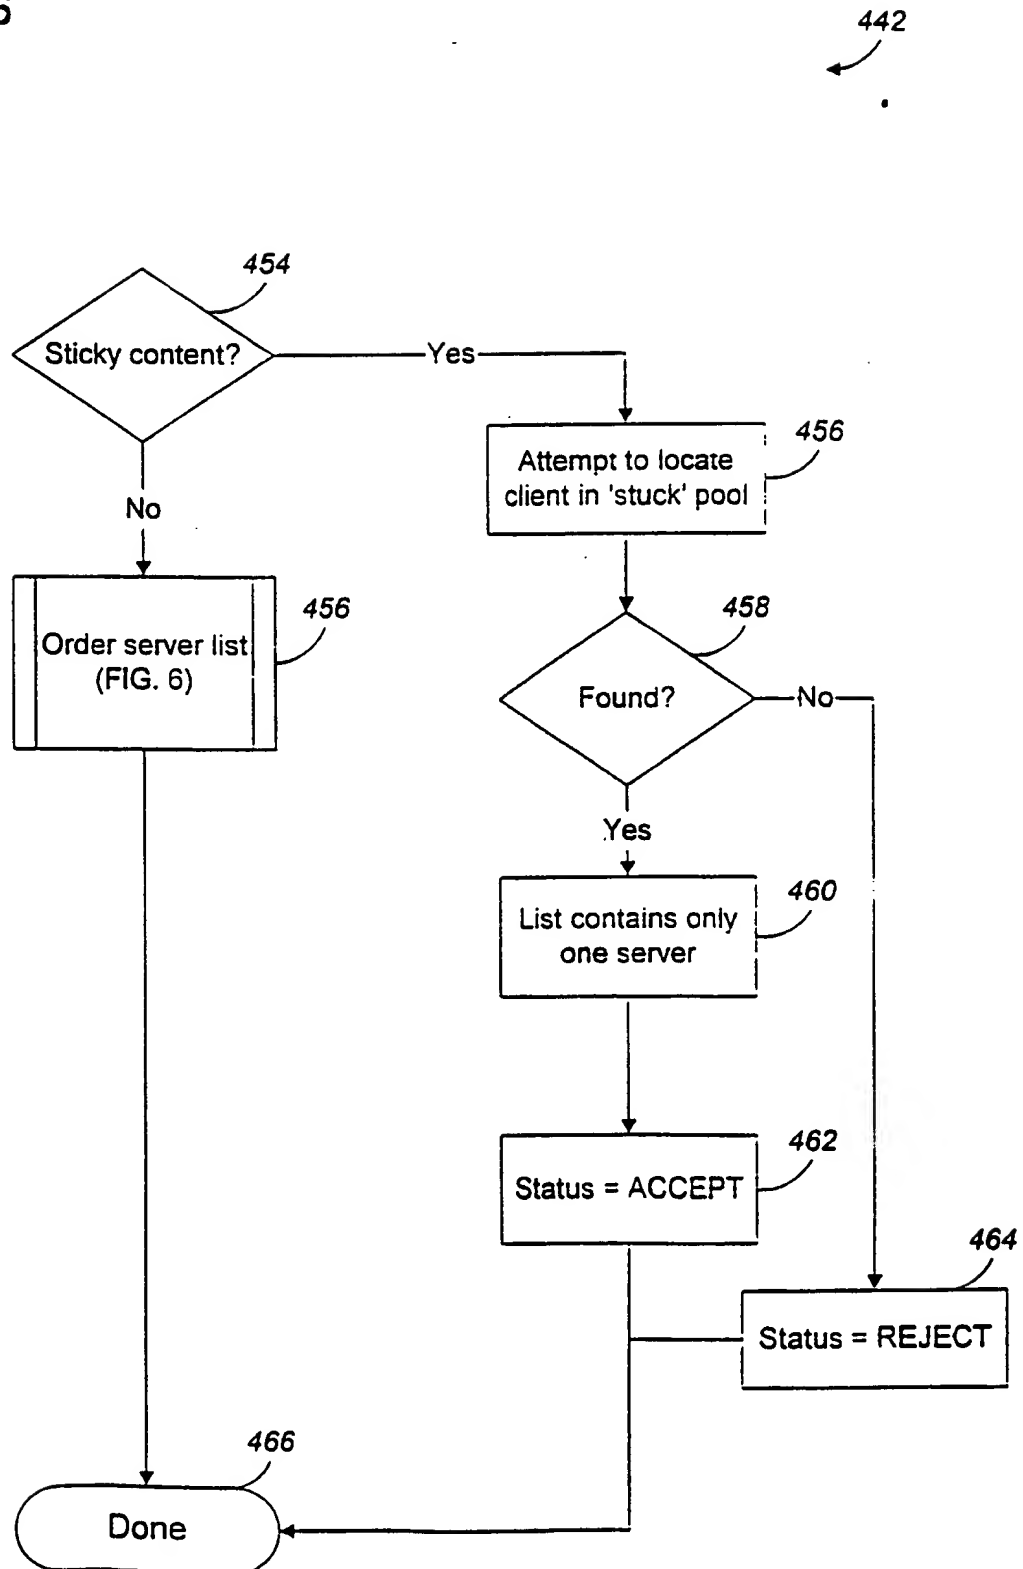 442
454
Sticky content?
Yes
456
Attempt to locate
client in 'stuck' pool
No
456
Order server list
(FIG. 6)
458
Found?
No
Yes
460
List contains only
one server
462
Status = ACCEPT
464
Status = REJECT
466
Done